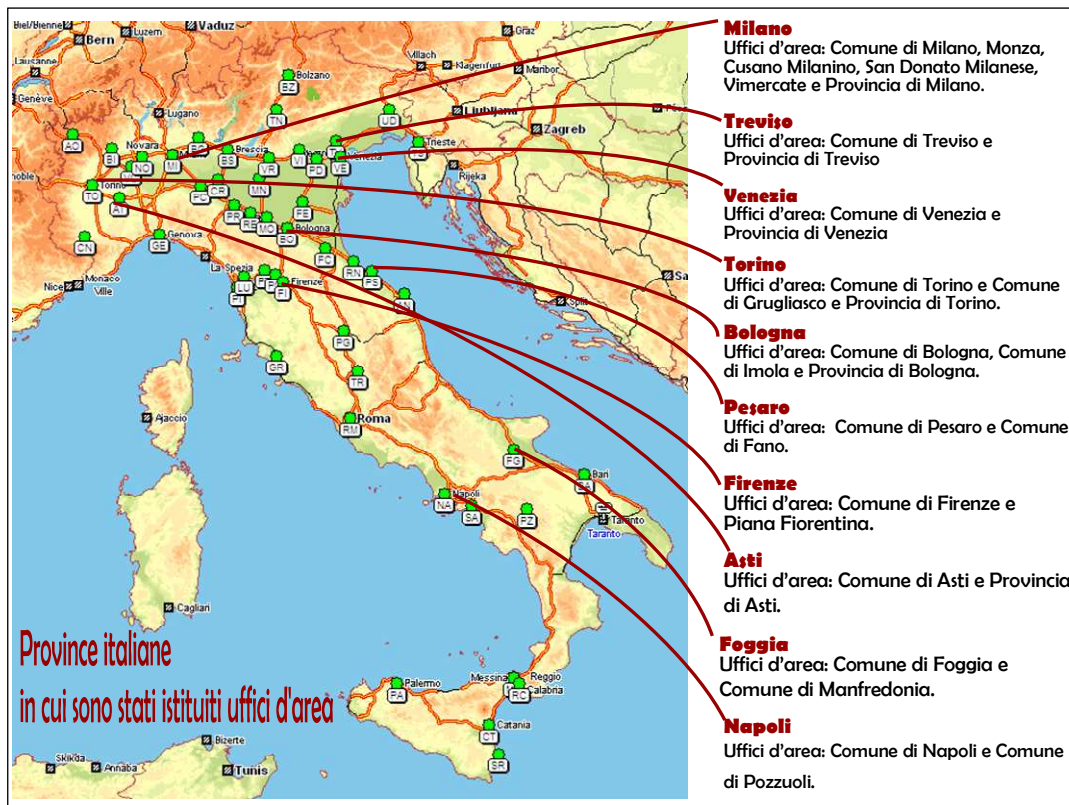 Milano
Uffici d'area: Comune di Milano, Monza,
Cusano Milanino, San Donato Milanese,
Vimercate e Provincia di Milano.
Treviso
Uffici d'area: Comune di Treviso e
Provincia di Treviso
Venezia
Uffici d'area: Comune di Venezia e
Provincia di Venezia
Torino
Uffici d'area: Comune di Torino e Comune
di Grugliasco e Provincia di Torino.
Bologna
Uffici d'area: Comune di Bologna, Comune
di Imola e Provincia di Bologna.
Pesaro
Uffici d'area: Comune di Pesaro e Comune
di Fano.
Firenze
Uffici d'area: Comune di Firenze e
Piana Fiorentina.
Asti
Uffici d'area: Comune di Asti e Provincia
di Asti.
Foggia
Uffici d'area: Comune di Foggia e
Comune di Manfredonia.
Napoli
Uffici d'area: Comune di Napoli e Comune
di Pozzuoli.
Province italiane
in cui sono stati istituiti uffici d'area
Biel/Bienne
Luzern
Vaduz
Bern
Lausanne
Genève
Graz
Villach
Klagenfurt
Maribor
Bolzano
BZ
Lugano
TN
UD
Ljubljana
Zagreb
AO
BI
Novara
NO
MI
Brescia
BS
VR
VI
PD
VE
Trieste
Rijeka
Torino
TO
AT
CR
MN
PR
RE
MO
Bologna
BO
FE
CN
Genova
GE
FC
RN
PS
Monaco
Ville
Nice
La Spezia
LU
Firenze
FI
AN
Split
PG
GR
TR
Ajaccio
Roma
RM
FG
Bari
BA
Napoli
NA
SA
PZ
Taranto
Taranto
Cagliari
Messina
Reggio
Calabria
RC
Palermo
PA
Catania
CT
SR
Bizerte
Skikda
Annaba
Tunis